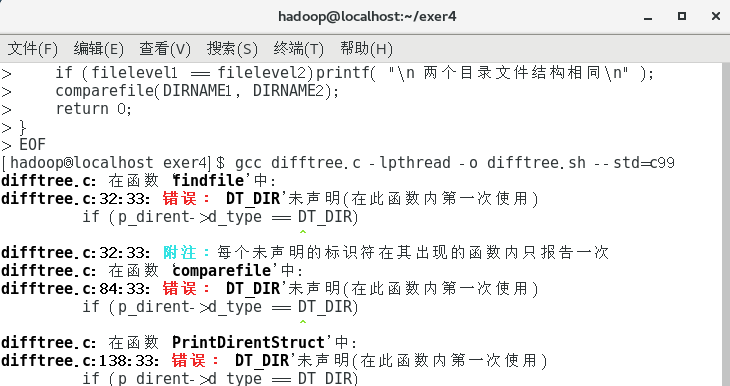 hadoop@localhost:~/exer4
文件(F) 编辑(E) 查看(V) 搜索(S) 终端(T) 帮助(H)
> if (filelevel1 == filelevel2)printf( "\n 两个目录文件结构相同\n" );
> comparefile(DIRNAME1, DIRNAME2);
> return 0;
> }
> EOF
[hadoop@localhost exer4]$ gcc difftree.c -lpthread -o difftree.sh --std=c99
difftree.c: 在函数 ‘findfile’中:
difftree.c:32:33: 错误: ‘DT_DIR’未声明(在此函数内第一次使用)
if (p_dirent->d_type == DT_DIR)
^
difftree.c:32:33: 附注: 每个未声明的标识符在其出现的函数内只报告一次
difftree.c: 在函数 ‘comparefile’中:
difftree.c:84:33: 错误: ‘DT_DIR’未声明(在此函数内第一次使用)
if (p_dirent->d_type == DT_DIR)
^
difftree.c: 在函数 ‘PrintDirentStruct’中:
difftree.c:138:33: 错误: ‘DT_DIR’未声明(在此函数内第一次使用)
if (p_dirent->d_type == DT_DIR)